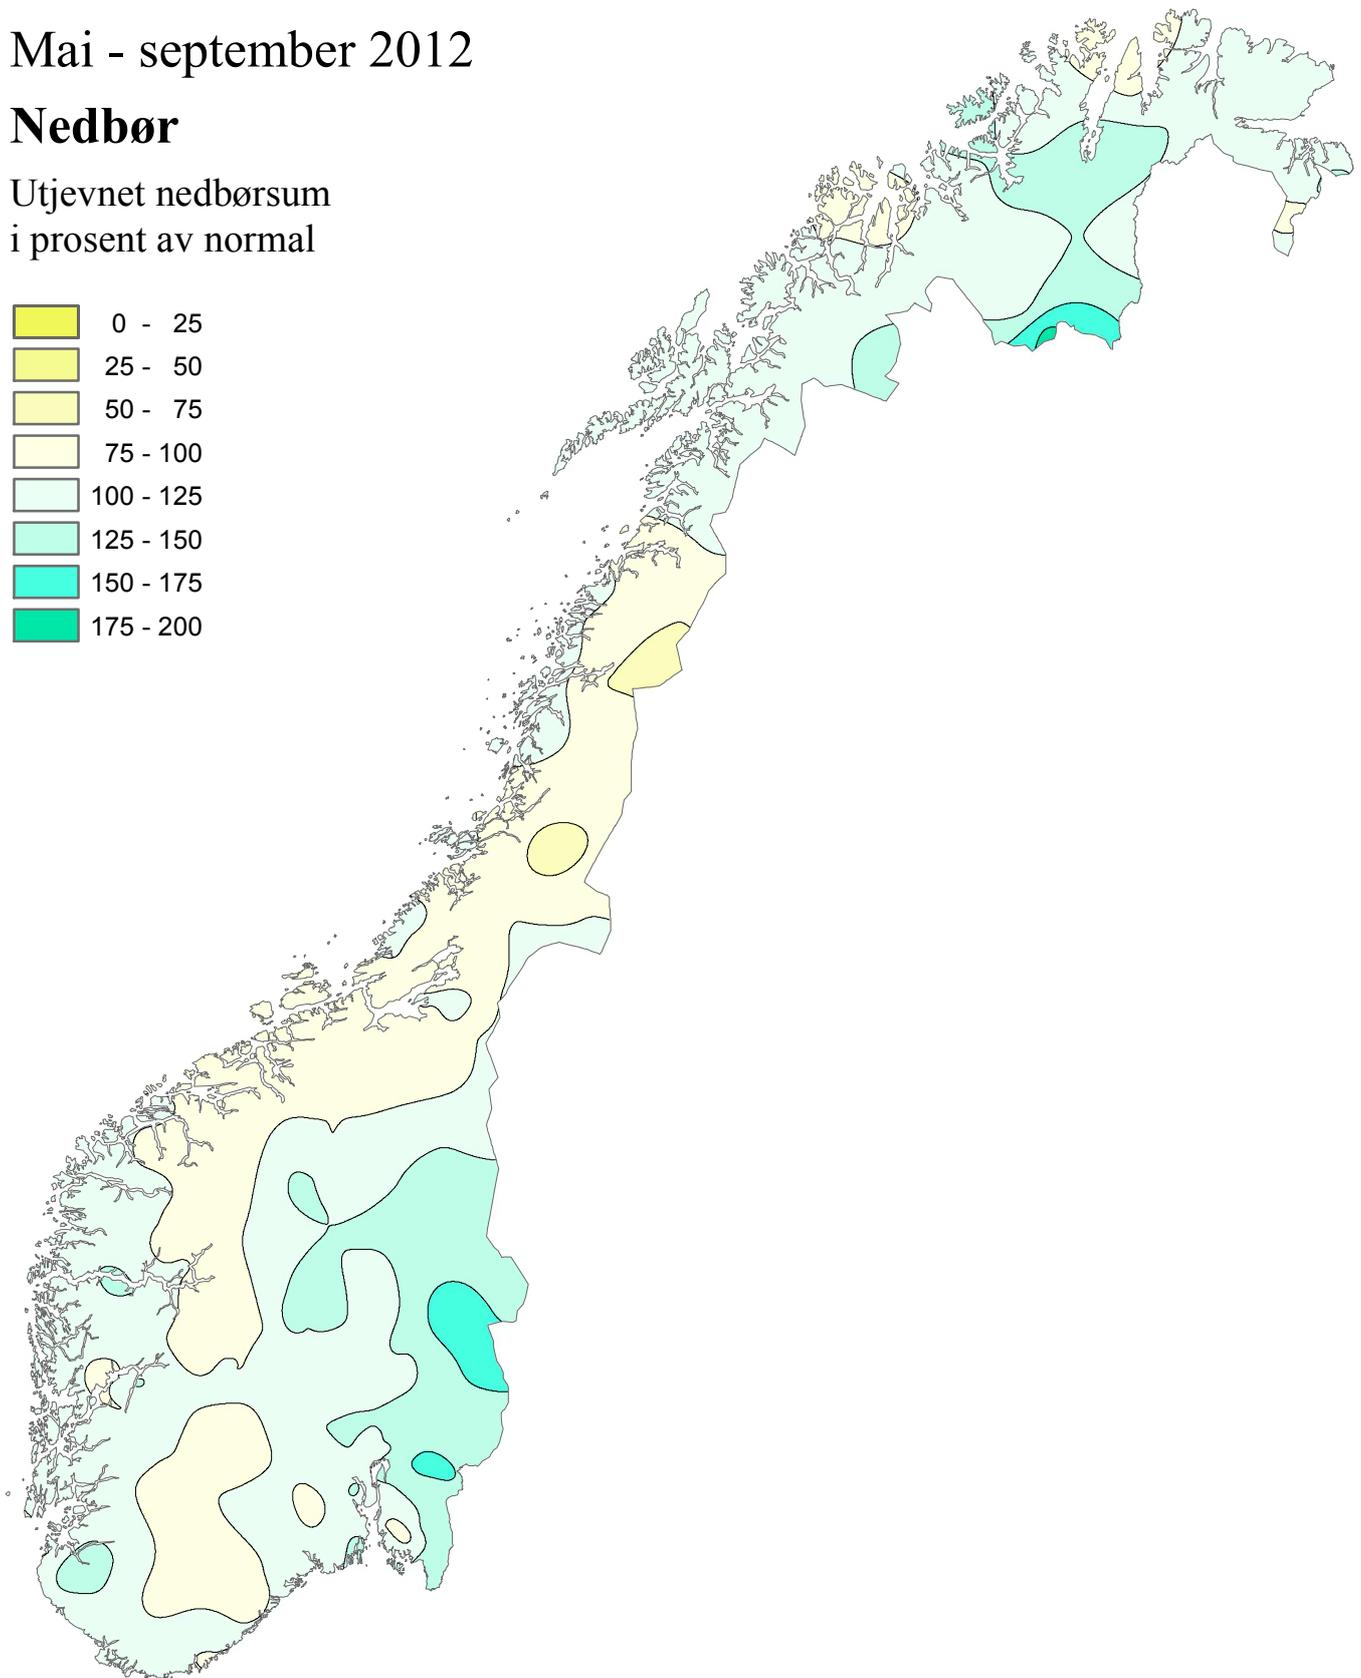 Mai - september 2012
Nedbør
Utjevnet nedbørsum
i prosent av normal
0 - 25
25 - 50
50 - 75
75 - 100
100 - 125
125 - 150
150 - 175
175 - 200